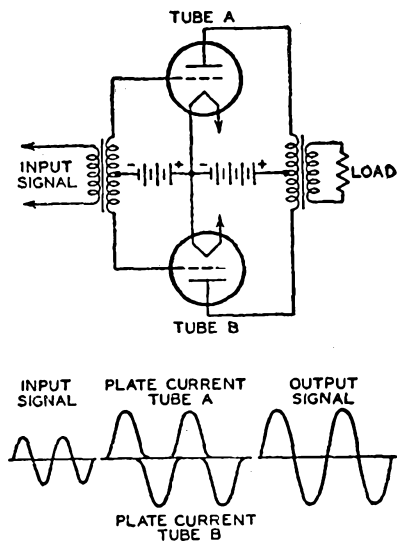 TUBE A
INPUT
SIGNAL
- +
- +
LOAD
TUBE B
INPUT
SIGNAL
PLATE CURRENT
TUBE A
OUTPUT
SIGNAL
PLATE CURRENT
TUBE B